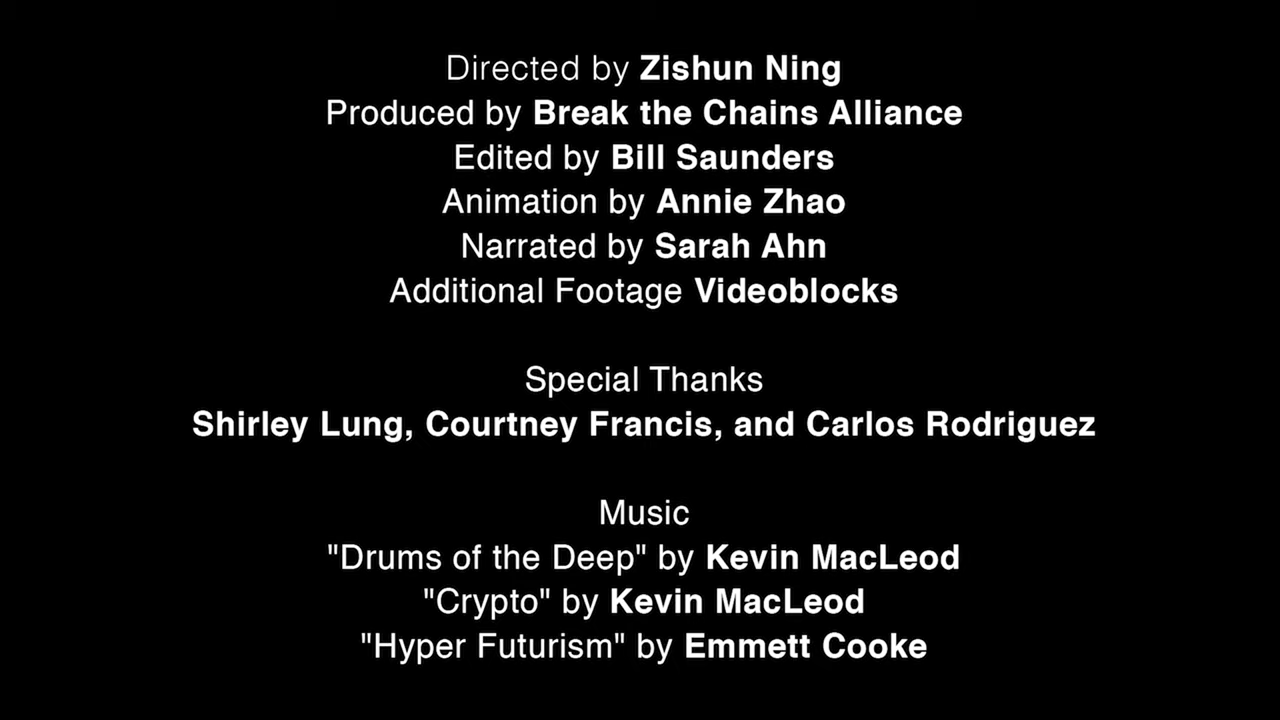 Directed by Zishun Ning
Produced by Break the Chains Alliance
Edited by Bill Saunders
Animation by Annie Zhao
Narrated by Sarah Ahn
Additional Footage Videoblocks
Special Thanks
Shirley Lung, Courtney Francis, and Carlos Rodriguez
Music
"Drums of the Deep" by Kevin MacLeod
"Crypto" by Kevin MacLeod
"Hyper Futurism" by Emmett Cooke